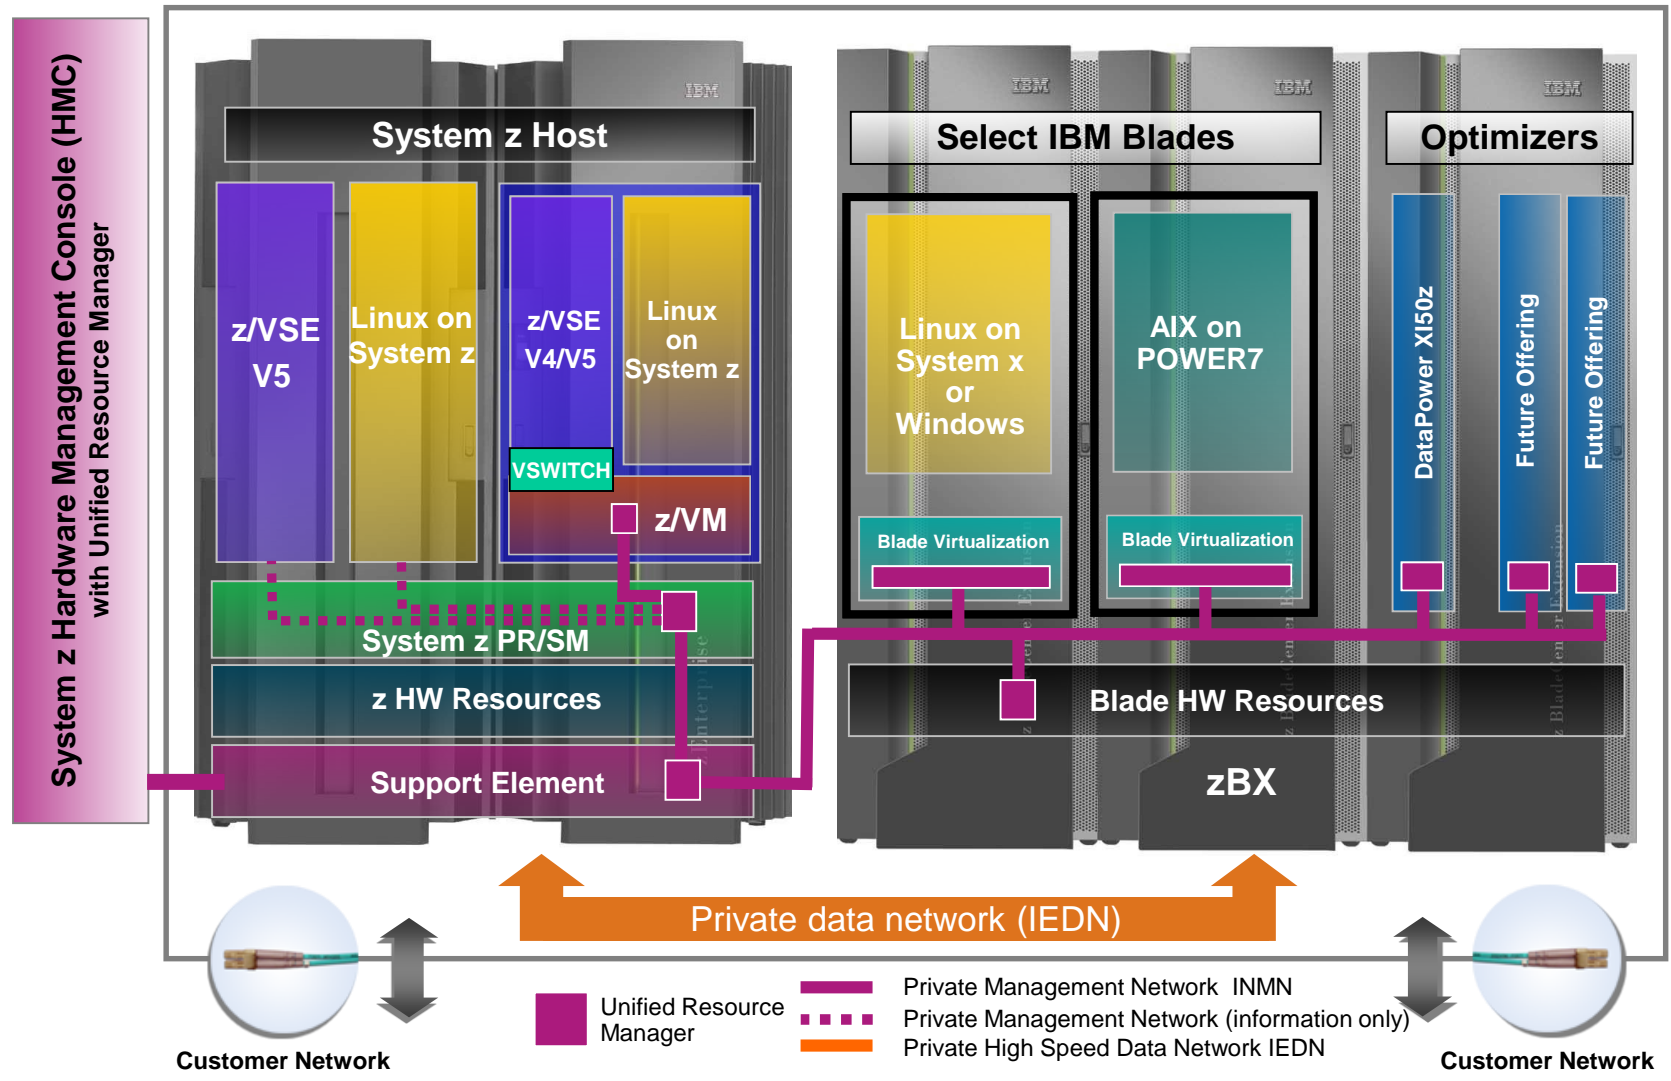 System z Hardware Management Console (HMC)
with Unified Resource Manager
IBM
IBM
IBM
IBM
System z Host
Select IBM Blades
Optimizers
z/VSE
V5
Linux on
System z
z/VSE
V4/V5
Linux
on
System z
VSWITCH
z/VM
Linux on
System x
or
Windows
AIX on
POWER7
DataPower XI50z
Future Offering
Future Offering
Blade Virtualization
Blade Virtualization
System z PR/SM
z HW Resources
Support Element
zEnterprise
Blade HW Resources
z BladeCenter Extension
zBX
Private data network (IEDN)
Unified Resource
Manager
Private Management Network INMN
Private Management Network (information only)
Private High Speed Data Network IEDN
Customer Network
Customer Network